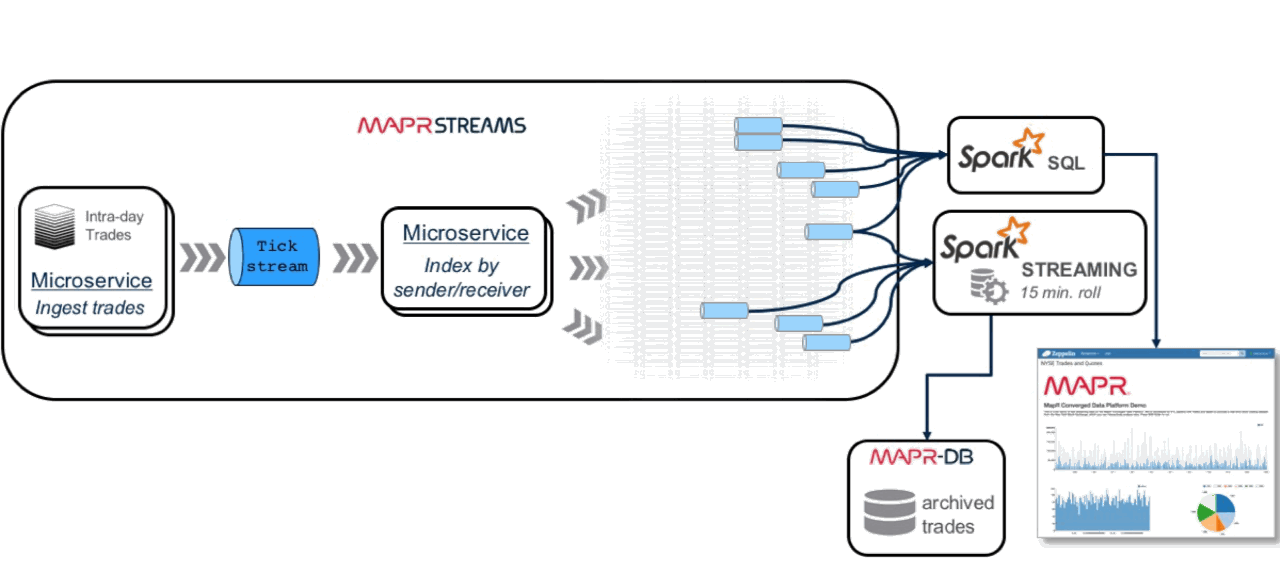 MAPR STREAMS
Intra-day
Trades
Microservice
Ingest trades
Tick
stream
Microservice
Index by
sender/receiver
Spark SQL
Spark
STREAMING
15 min. roll
MAPR-DB
archived
trades
Zeppelin
NYSE Trades and Quotes
MAPR
MapR Converged Data Platform Demo